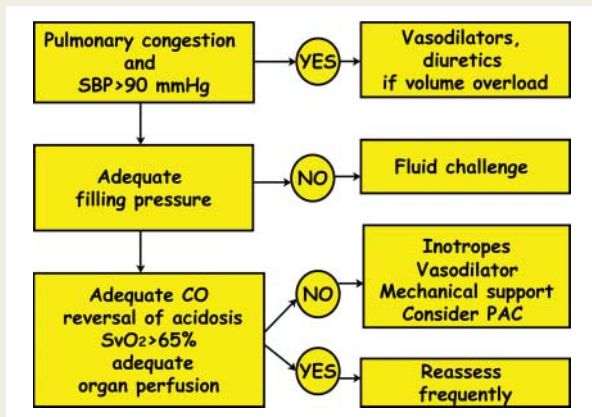 Pulmonary congestion
and
SBP>90 mmHg
YES
Vasodilators,
diuretics
if volume overload
Adequate
filling pressure
NO
Fluid challenge
Adequate CO
reversal of acidosis
SvO2>65%
adequate
organ perfusion
NO
Inotropes
Vasodilator
Mechanical support
Consider PAC
YES
Reassess
frequently